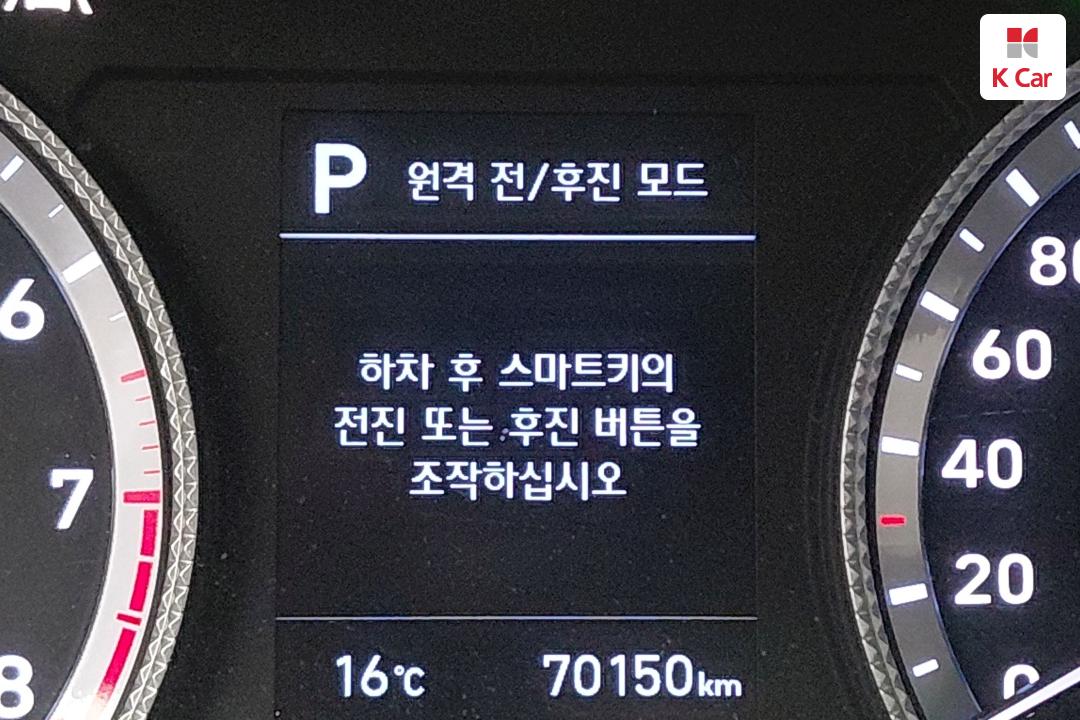 K Car
P 원격 전/후진 모드
하차 후 스마트키의
전진 또는 후진 버튼을
조작하십시오
16℃ 70150km
6
7
8
80
60
40
20
0